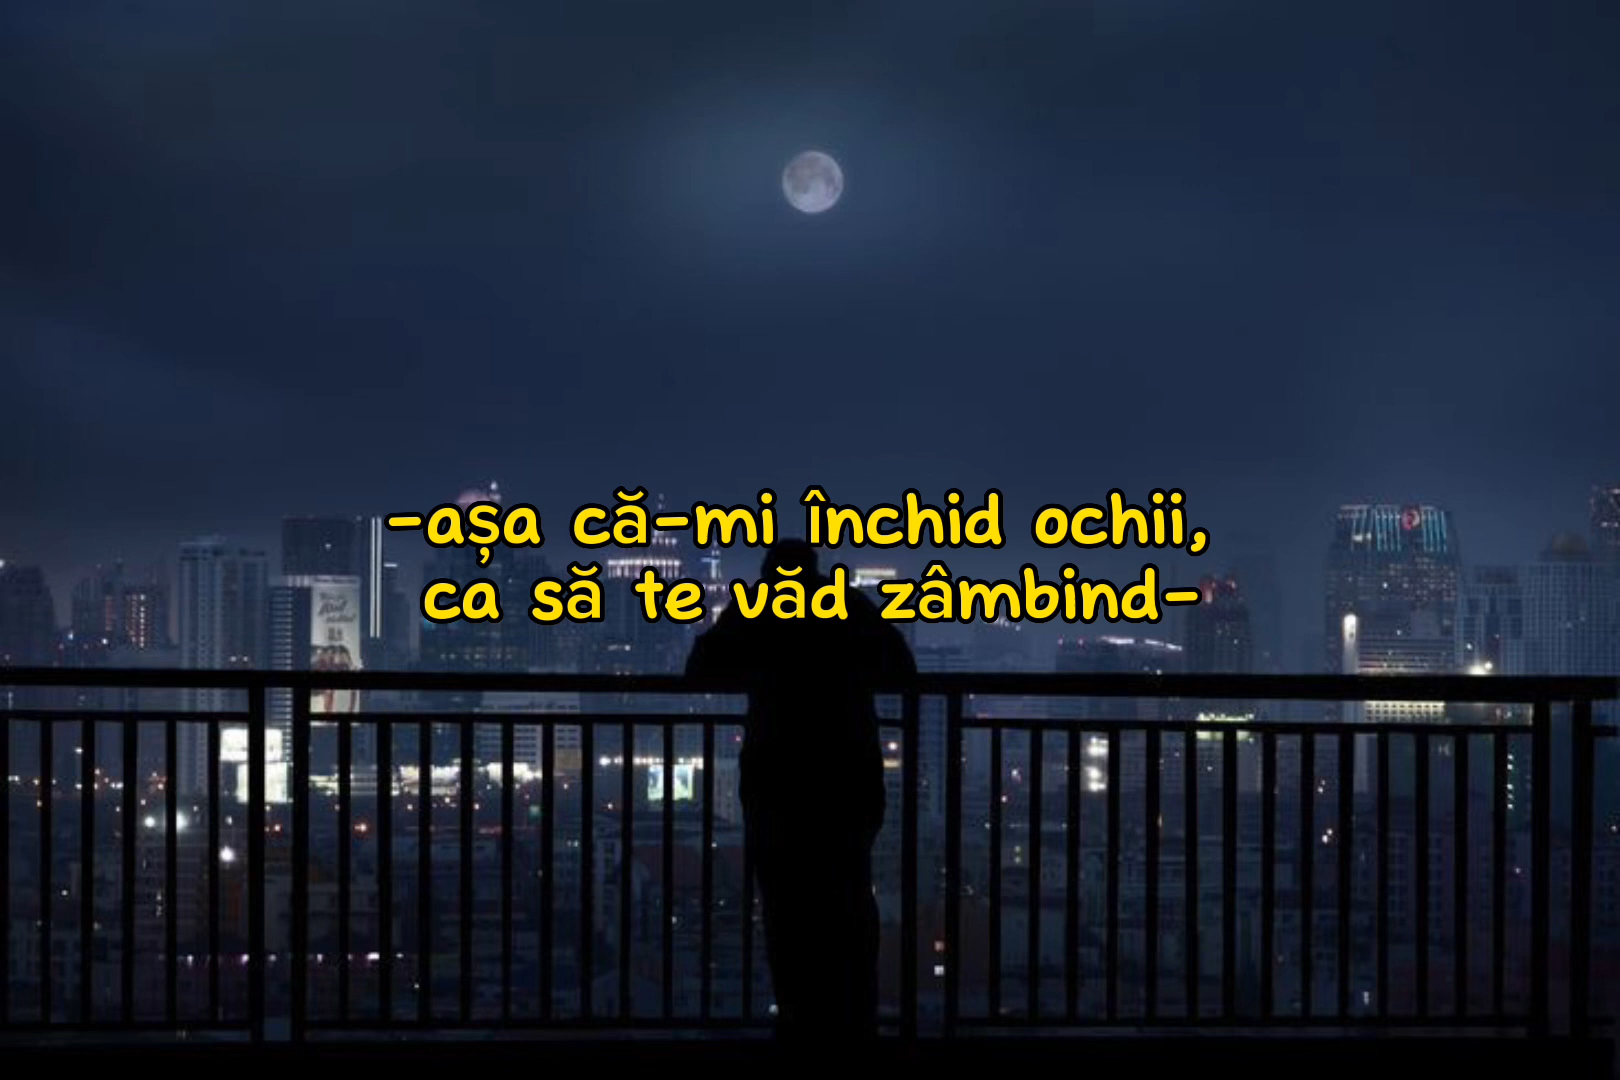 -așa că-mi închid ochii,
ca să te văd zâmbind-